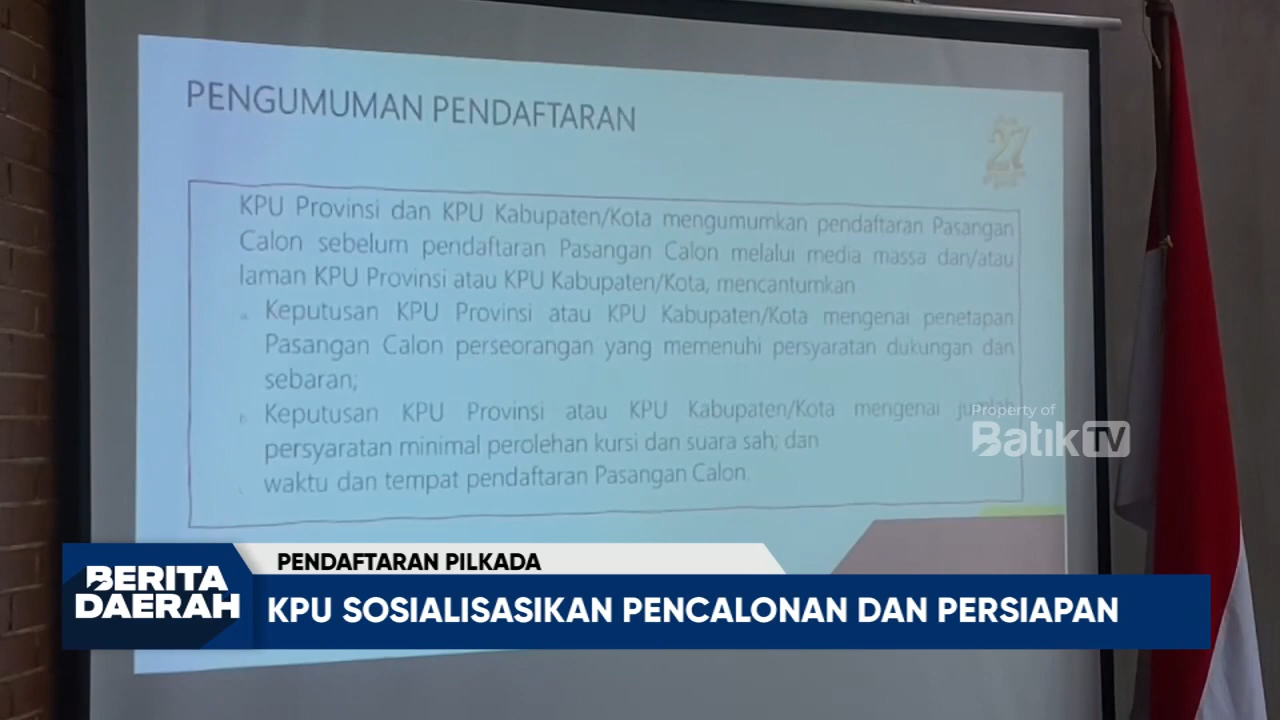 PENGUMUMAN PENDAFTARAN
27
KPU Provinsi dan KPU Kabupaten/Kota mengumumkan pendaftaran Pasangan
Calon sebelum pendaftaran Pasangan Calon melalui media massa dan/atau
laman KPU Provinsi atau KPU Kabupaten/Kota, mencantumkan
a. Keputusan KPU Provinsi atau KPU Kabupaten/Kota mengenai penetapan
Pasangan Calon perseorangan yang memenuhi persyaratan dukungan dan
sebaran;
b. Keputusan KPU Provinsi atau KPU Kabupaten/Kota mengenai jumlah
persyaratan minimal perolehan kursi dan suara sah; dan
waktu dan tempat pendaftaran Pasangan Calon.
Property of
BatikTV
PENDAFTARAN PILKADA
BERITA
DAERAH
KPU SOSIALISASIKAN PENCALONAN DAN PERSIAPAN